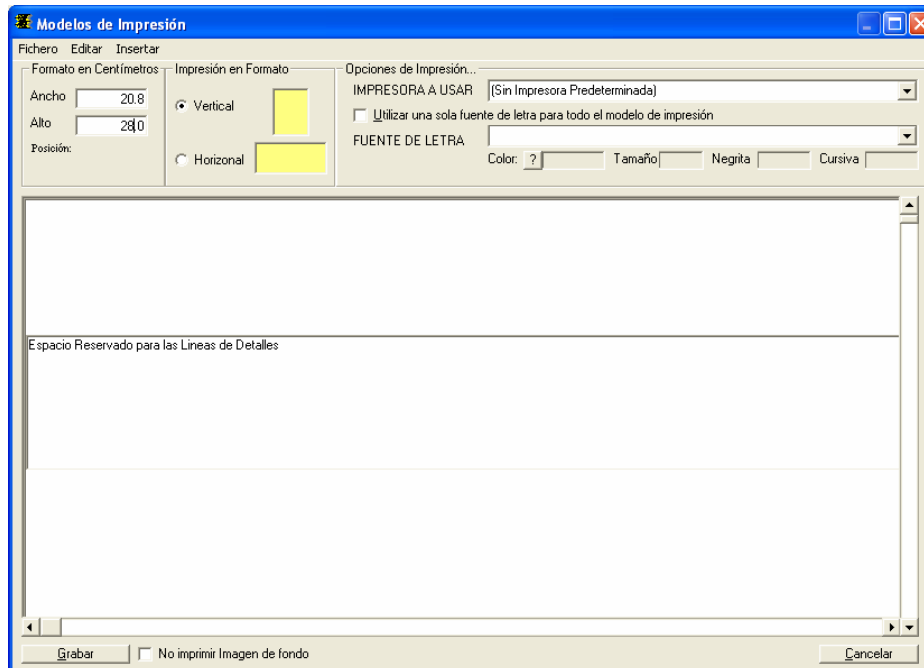 Modelos de Impresión
Fichero Editar Insertar
Formato en Centímetros
Ancho 20.8
Alto 28.0
Posición:
Impresión en Formato
Vertical
Horizonal
Opciones de Impresión...
IMPRESORA A USAR (Sin Impresora Predeterminada)
Utilizar una sola fuente de letra para todo el modelo de impresión
FUENTE DE LETRA
Color: ? Tamaño Negrita Cursiva
Espacio Reservado para las Lineas de Detalles
Grabar No imprimir Imagen de fondo Cancelar